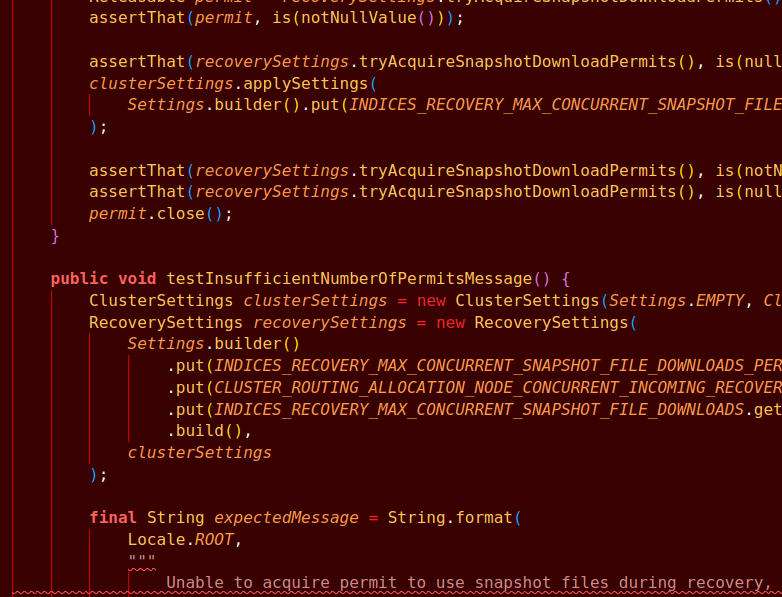 assertThat(permit, is(notNullValue()));
assertThat(recoverySettings.tryAcquireSnapshotDownloadPermits(), is(null
clusterSettings.applySettings(
Settings.builder().put(INDICES_RECOVERY_MAX_CONCURRENT_SNAPSHOT_FILE
);
assertThat(recoverySettings.tryAcquireSnapshotDownloadPermits(), is(notN
assertThat(recoverySettings.tryAcquireSnapshotDownloadPermits(), is(null
permit.close();
}
public void testInsufficientNumberOfPermitsMessage() {
ClusterSettings clusterSettings = new ClusterSettings(Settings.EMPTY, Cl
RecoverySettings recoverySettings = new RecoverySettings(
Settings.builder()
.put(INDICES_RECOVERY_MAX_CONCURRENT_SNAPSHOT_FILE_DOWNLOADS_PER
.put(CLUSTER_ROUTING_ALLOCATION_NODE_CONCURRENT_INCOMING_RECOVER
.put(INDICES_RECOVERY_MAX_CONCURRENT_SNAPSHOT_FILE_DOWNLOADS.get
.build(),
clusterSettings
);
final String expectedMessage = String.format(
Locale.ROOT,
"""
Unable to acquire permit to use snapshot files during recovery,